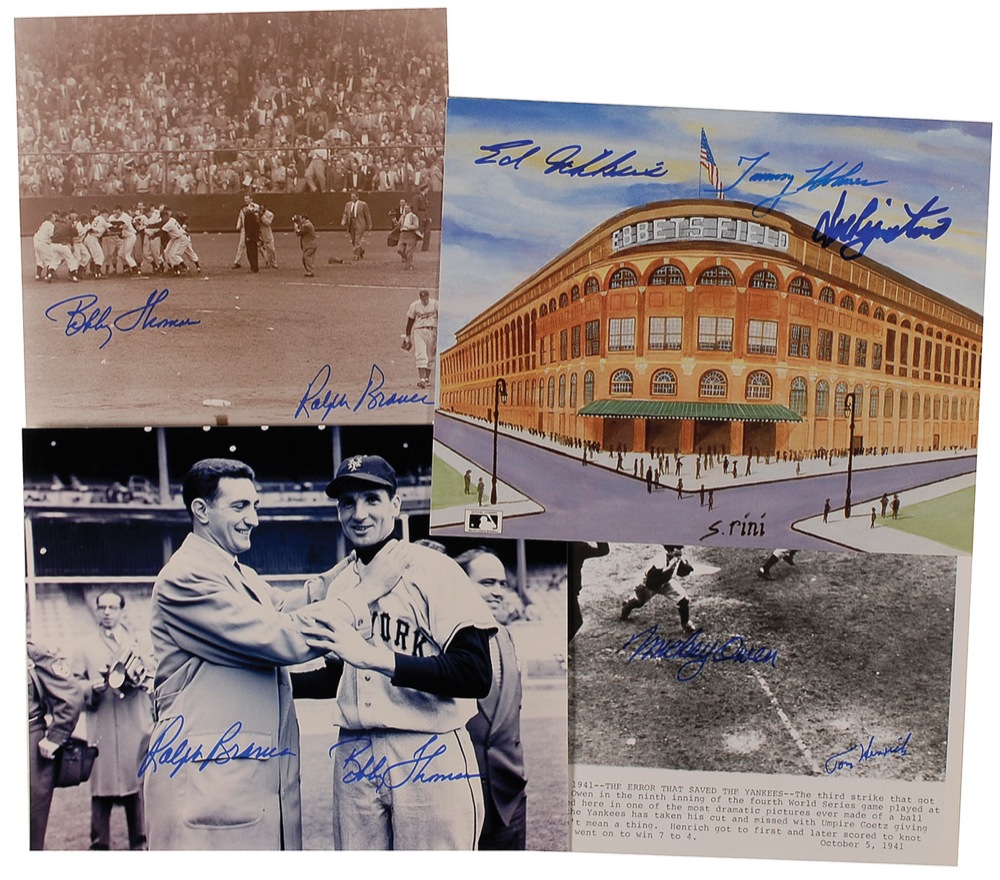 Bobby Thomson
Ralph Branca
Ed
Tommy Holmes
EBBETS FIELD
S. rini
NY
YORK
Ralph Branca
Bobby Thomson
Mickey Owen
Tom Henrich
1941--THE ERROR THAT SAVED THE YANKEES--The third strike that got
Owen in the ninth inning of the fourth World Series game played at
d here in one of the most dramatic pictures ever made of a ball
he Yankees has taken his cut and missed with Umpire Goetz giving
't mean a thing. Henrich got to first and later scored to knot
went on to win 7 to 4.
October 5, 1941